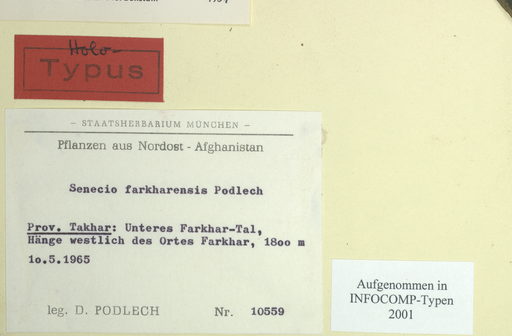 Holo-
Typus
– STAATSHERBARIUM MÜNCHEN –
Pflanzen aus Nordost - Afghanistan
Senecio farkharensis Podlech
Prov. Takhar: Unteres Farkhar-Tal,
Hänge westlich des Ortes Farkhar, 18oo m
1o.5.1965
leg. D. PODLECH Nr. 10559
Aufgenommen in
INFOCOMP-Typen
2001